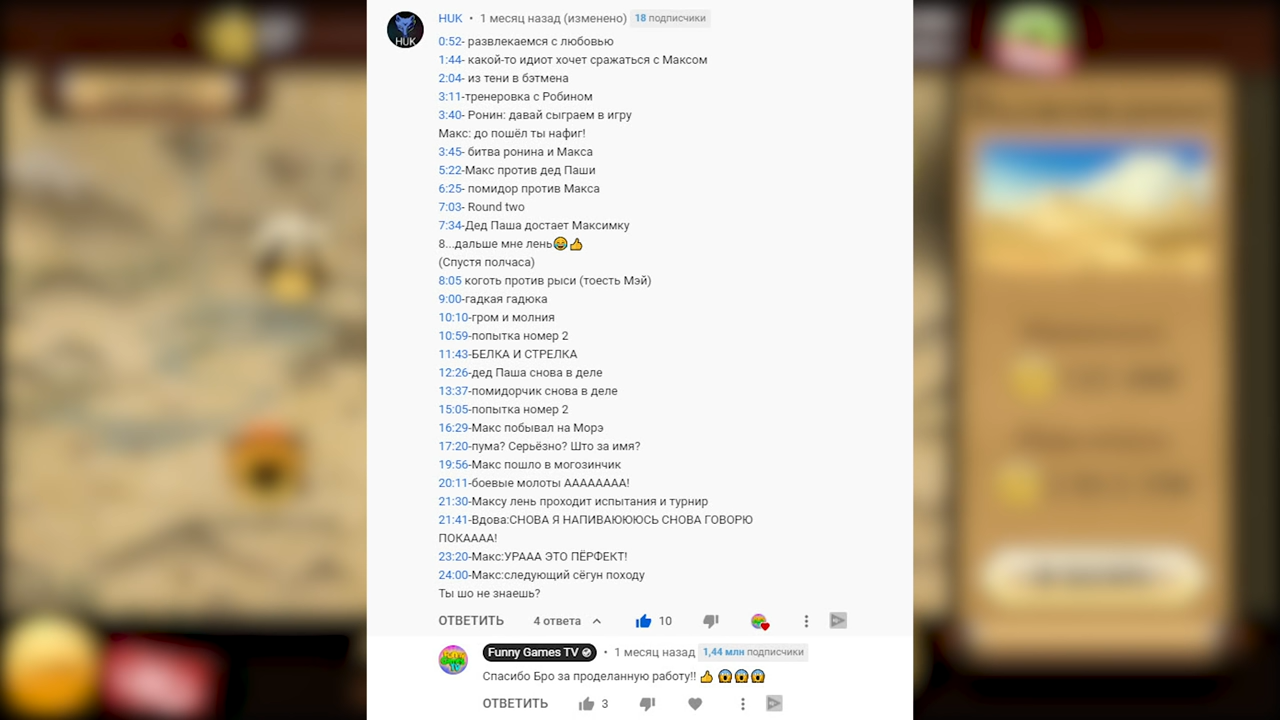 HUK • 1 месяц назад (изменено) 18 подписчики
HUK
0:52- развлекаемся с любовью
1:44- какой-то идиот хочет сражаться с Максом
2:04- из тени в бэтмена
3:11-тренеровка с Робином
3:40- Ронин: давай сыграем в игру
Макс: до пошёл ты нафиг!
3:45- битва ронина и Макса
5:22-Макс против дед Паши
6:25- помидор против Макса
7:03- Round two
7:34-Дед Паша достает Максимку
8...дальше мне лень😂👍
(Спустя полчаса)
8:05 коготь против рыси (тоесть Мэй)
9:00-гадкая гадюка
10:10-гром и молния
10:59-попытка номер 2
11:43-БЕЛКА И СТРЕЛКА
12:26-дед Паша снова в деле
13:37-помидорчик снова в деле
15:05-попытка номер 2
16:29-Макс побывал на Морэ
17:20-пума? Серьёзно? Што за имя?
19:56-Макс пошло в могозинчик
20:11-боевые молоты АААААААА!
21:30-Максу лень проходит испытания и турнир
21:41-Вдова:СНОВА Я НАПИВАЮЮЮСЬ СНОВА ГОВОРЮ
ПОКАААА!
23:20-Макс:УРААА ЭТО ПЁРФЕКТ!
24:00-Макс:следующий сёгун походу
Ты шо не знаешь?
ОТВЕТИТЬ 4 ответа 10
Funny Games TV • 1 месяц назад 1,44 млн подписчики
Спасибо Бро за проделанную работу!! 👍 😱😱😱
ОТВЕТИТЬ 3